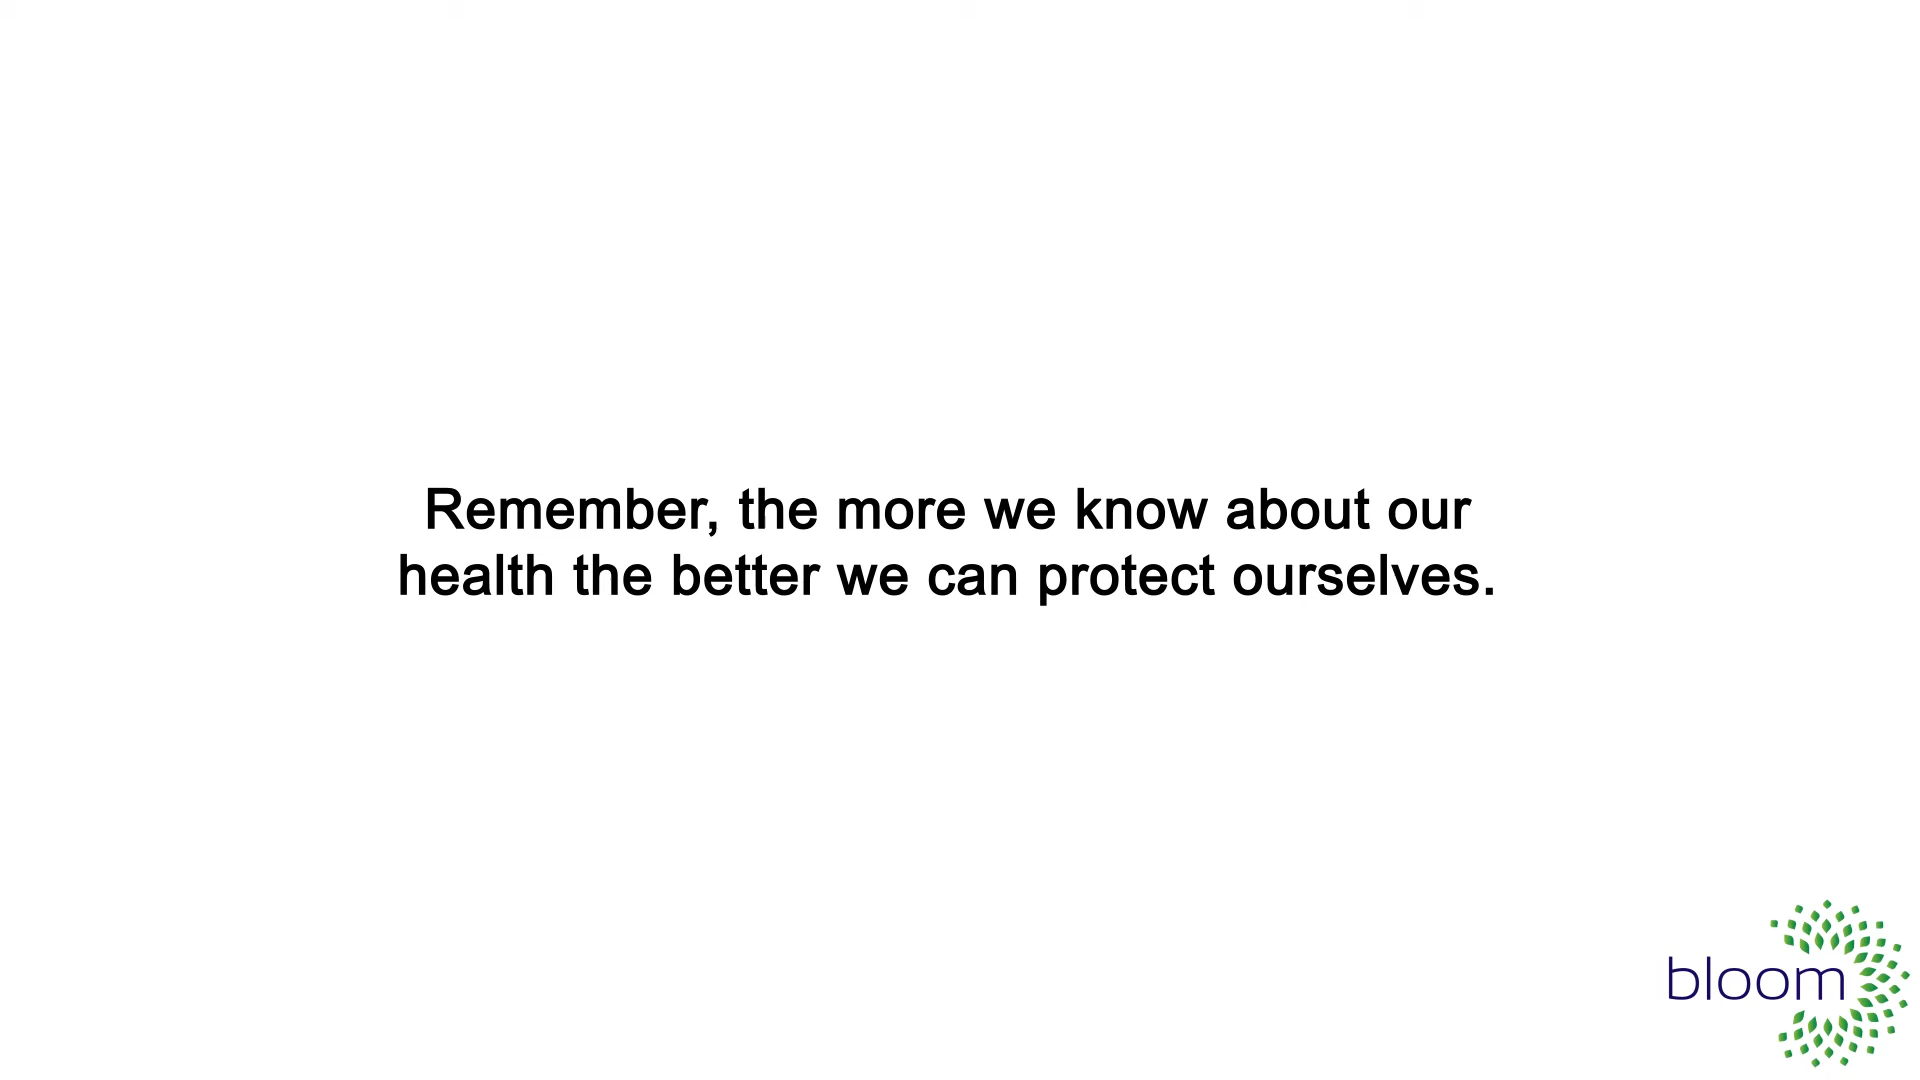 Remember, the more we know about our
health the better we can protect ourselves.
bloom